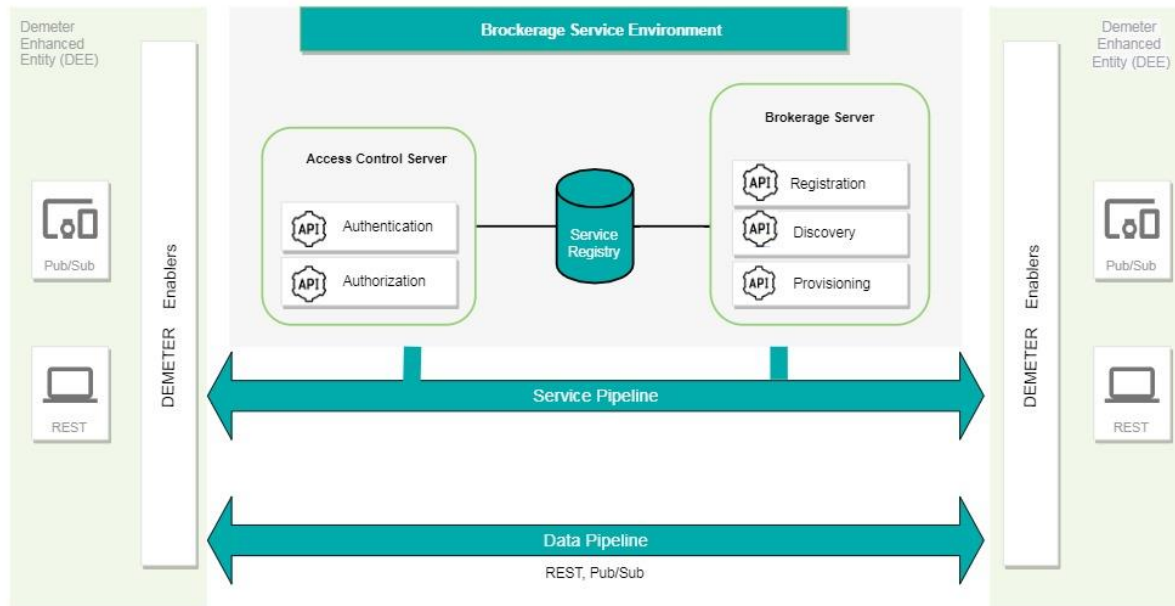 Demeter
Enhanced
Entity (DEE)
DEMETER Enablers
Pub/Sub
REST
Brockerage Service Environment
Access Control Server
API Authentication
API Authorization
Service
Registry
Brokerage Server
API Registration
API Discovery
API Provisioning
Service Pipeline
Data Pipeline
REST, Pub/Sub
Demeter
Enhanced
Entity (DEE)
DEMETER Enablers
Pub/Sub
REST